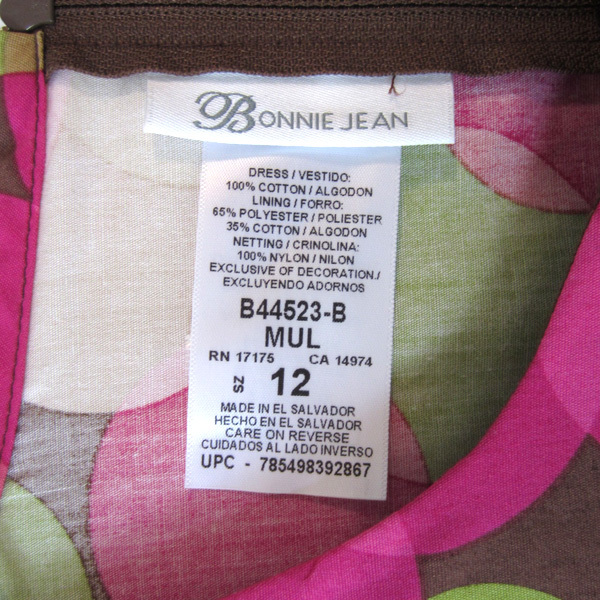 BONNIE JEAN
DRESS / VESTIDO:
100% COTTON / ALGODON
LINING / FORRO:
65% POLYESTER / POLIESTER
35% COTTON / ALGODON
NETTING / CRINOLINA:
100% NYLON / NILON
EXCLUSIVE OF DECORATION./
EXCLUYENDO ADORNOS
B44523-B
MUL
RN 17175 CA 14974
SZ 12
MADE IN EL SALVADOR
HECHO EN EL SALVADOR
CARE ON REVERSE
CUIDADOS AL LADO INVERSO
UPC - 785498392867